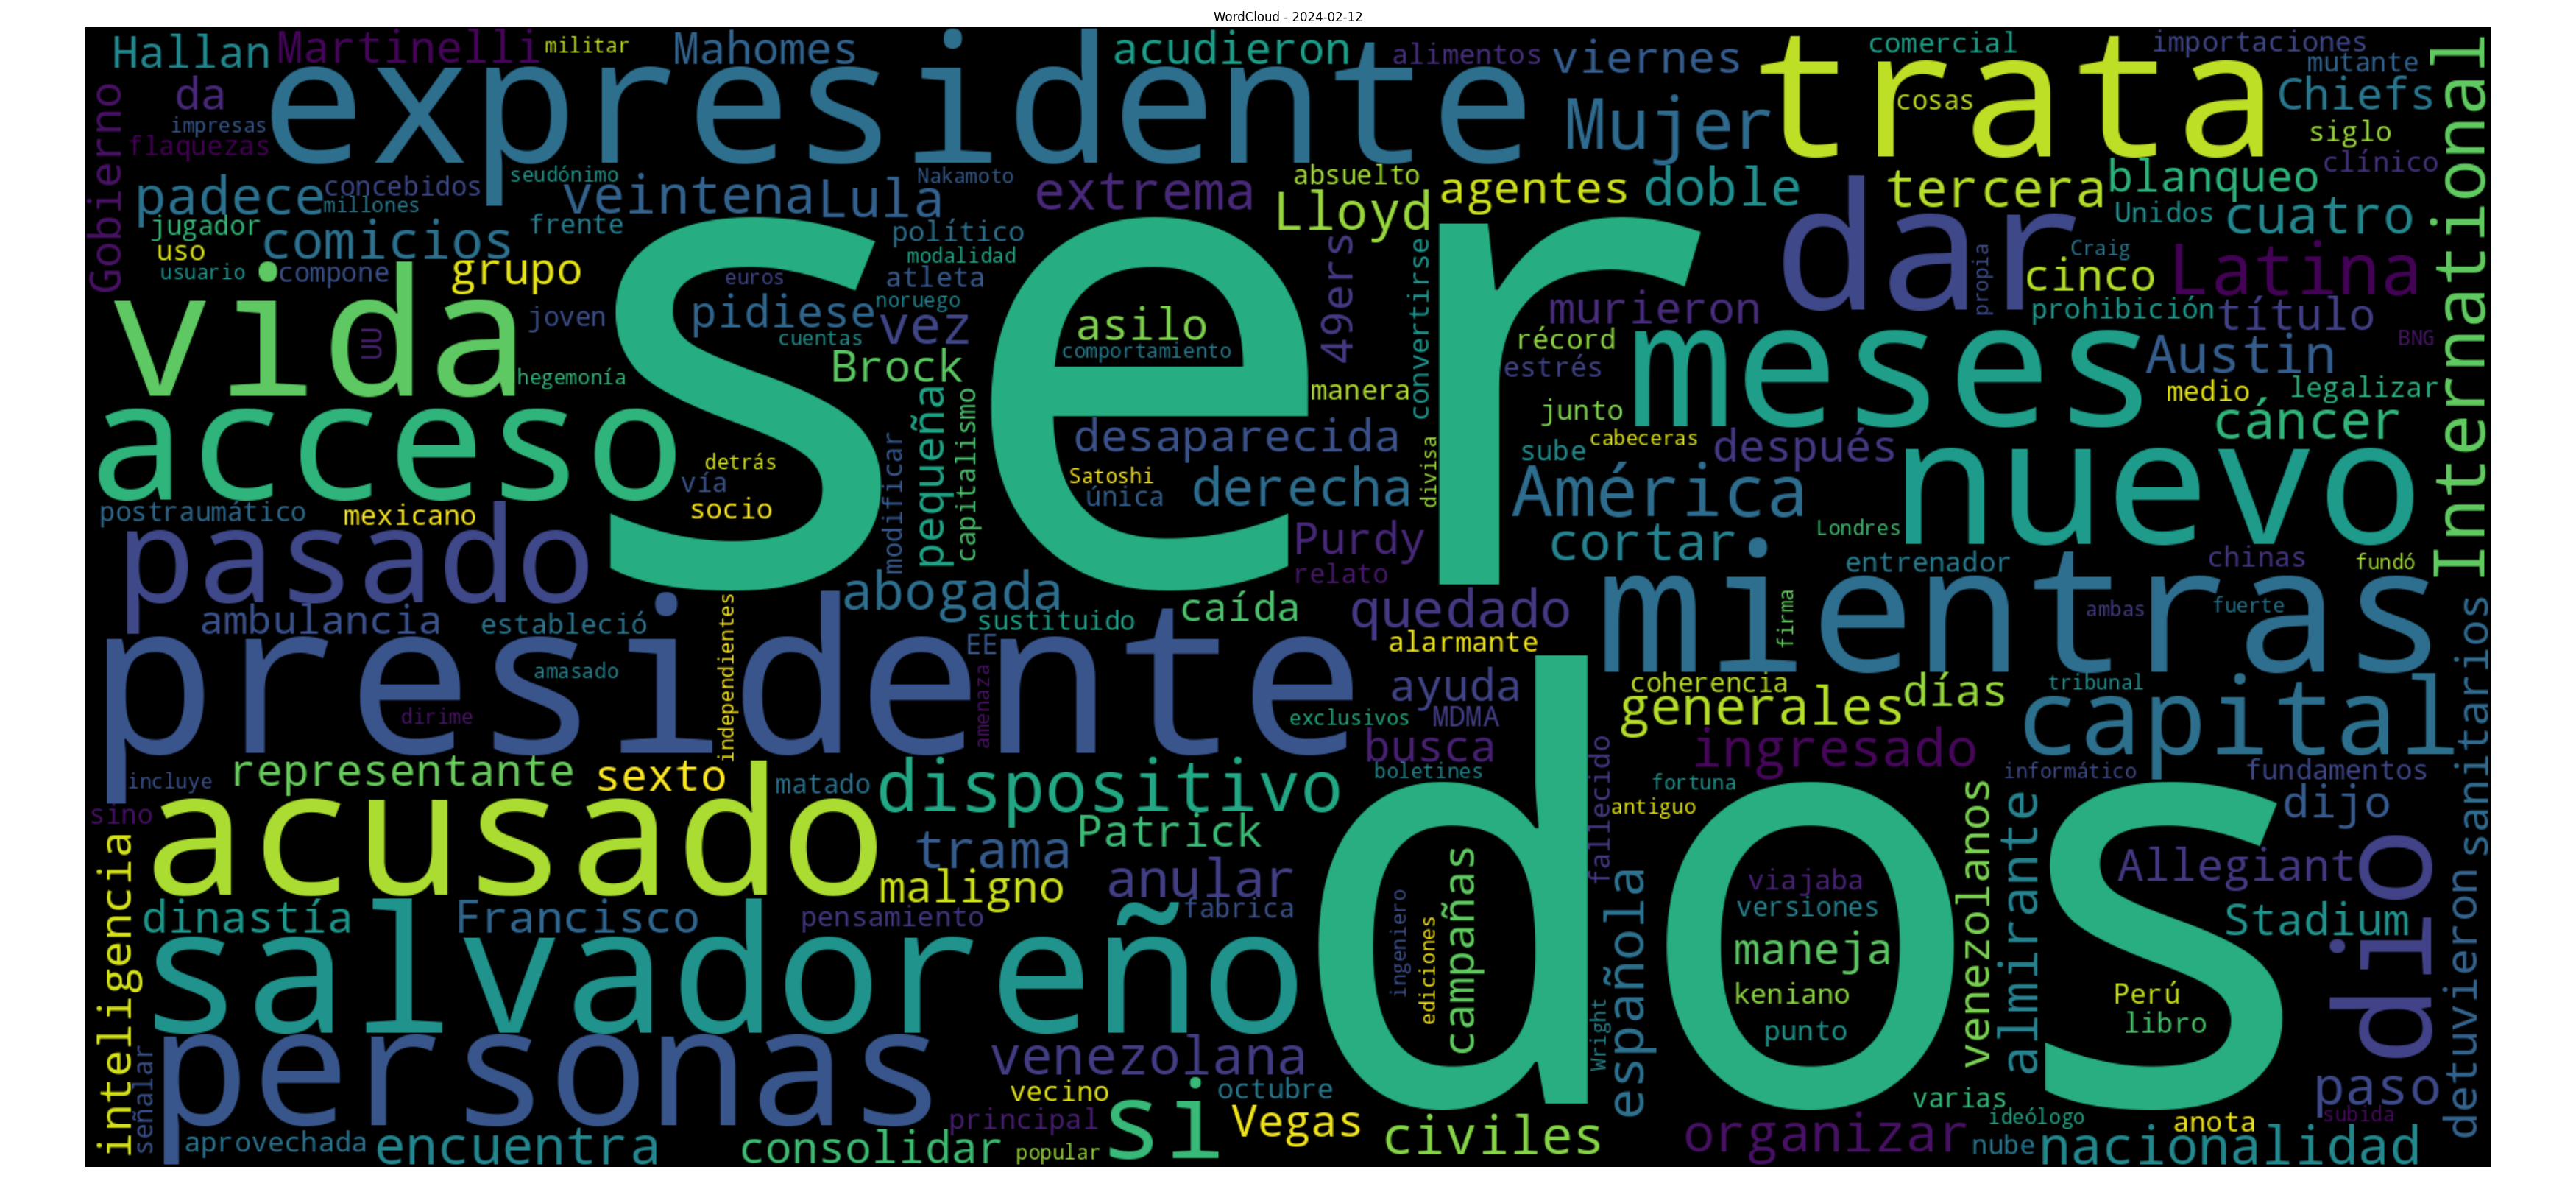 WordCloud - 2024-02-12
Hallan
Martinelli
militar
Mahomes
acudieron
alimentos
viernes
comercial
importaciones
mutante
expresidente
trata
cosas
Chiefs
International
Gobierno
da
impresas
flaquezas
Mujer
siglo
clínico
padece
concebidos
millones
seudónimo
veintena
Lula
Nakamoto
extrema
absuelto
Lloyd
agentes
doble
dar
tercera
blanqueo
Unidos
cuatro
jugador
uso
usuario
comicios
compone
grupo
frente
político
modalidad
atleta
49ers
convertirse
propia
Craig
cinco
Latina
vida
UU
joven
euros
pidiese
noruego
vez
cuentas
asilo
comportamiento
murieron
prohibición
título
BNG
ser
hegemonía
Brock
récord
estrés
meses
Austin
acceso
pequeña
capitalismo
manera
junto
medio
legalizar
cáncer
detrás
vía
socio
modificar
desaparecida
Satoshi
única
derecha
divisa
sube
cabeceras
después
América
nuevo
postraumático
mexicano
pasado
Purdy
relato
cortar
Londres
entrenador
chinas
fundó
ambulancia
estableció
independientes
abogada
sustituido
EE
caída
quedado
alarmante
mientras
firma
ambas
fuerte
sanitarios
presidente
amasado
dirime
amenaza
exclusivos
ayuda
MDMA
busca
boletines
coherencia
generales
días
tribunal
capital
incluye
representante
sexto
matado
dispositivo
fallecido
ingresado
fortuna
antiguo
informático
fundamentos
sino
acusado
trama
Patrick
dos
venezolanos
almirante
dijo
inteligencia
maligno
anular
campañas
viajaba
versiones
Allegiant
dio
dinastía
Francisco
pensamiento
fabrica
ingeniero
ediciones
española
maneja
Stadium
detuvieron
salvadoreño
keniano
punto
Perú
libro
señalar
personas
venezolana
Wright
vecino
octubre
principal
popular
si
Vegas
civiles
varias
ideólogo
paso
subida
aprovechada
encuentra
consolidar
organizar
nube
anota
nacionalidad